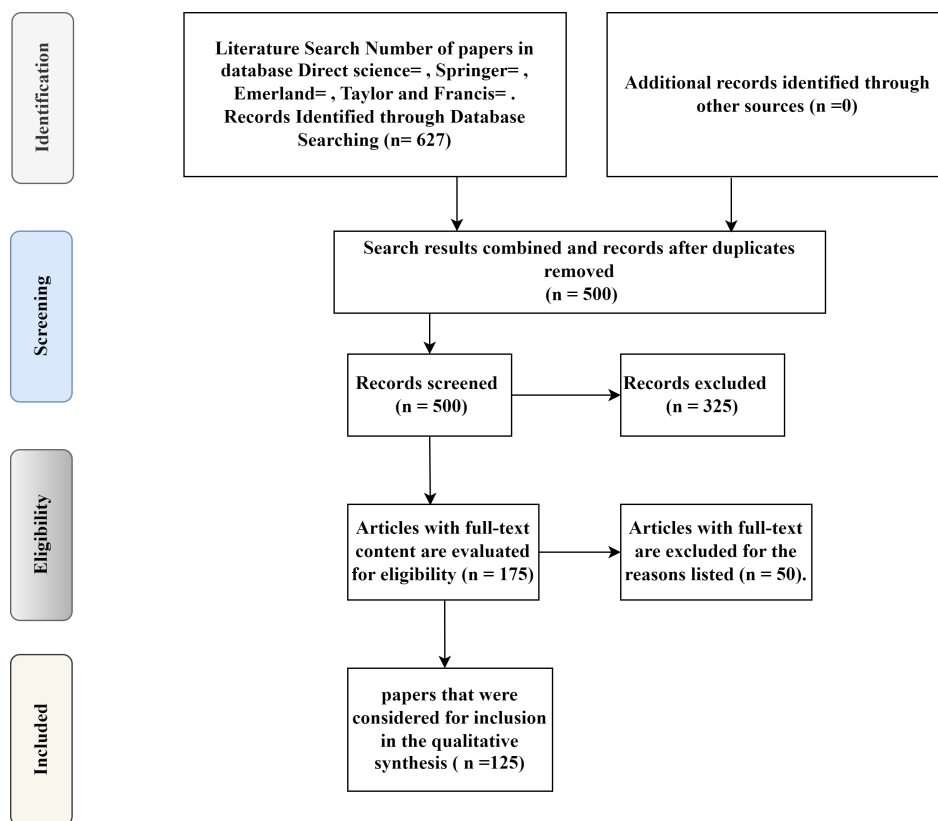 Identification
Literature Search Number of papers in
database Direct science= , Springer= ,
Emerland= , Taylor and Francis= .
Records Identified through Database
Searching (n= 627)
Additional records identified through
other sources (n =0)
Screening
Search results combined and records after duplicates
removed
(n = 500)
Records screened
(n = 500)
Records excluded
(n = 325)
Eligibility
Articles with full-text
content are evaluated
for eligibility (n = 175)
Articles with full-text
are excluded for the
reasons listed (n = 50).
Included
papers that were
considered for inclusion
in the qualitative
synthesis ( n =125)